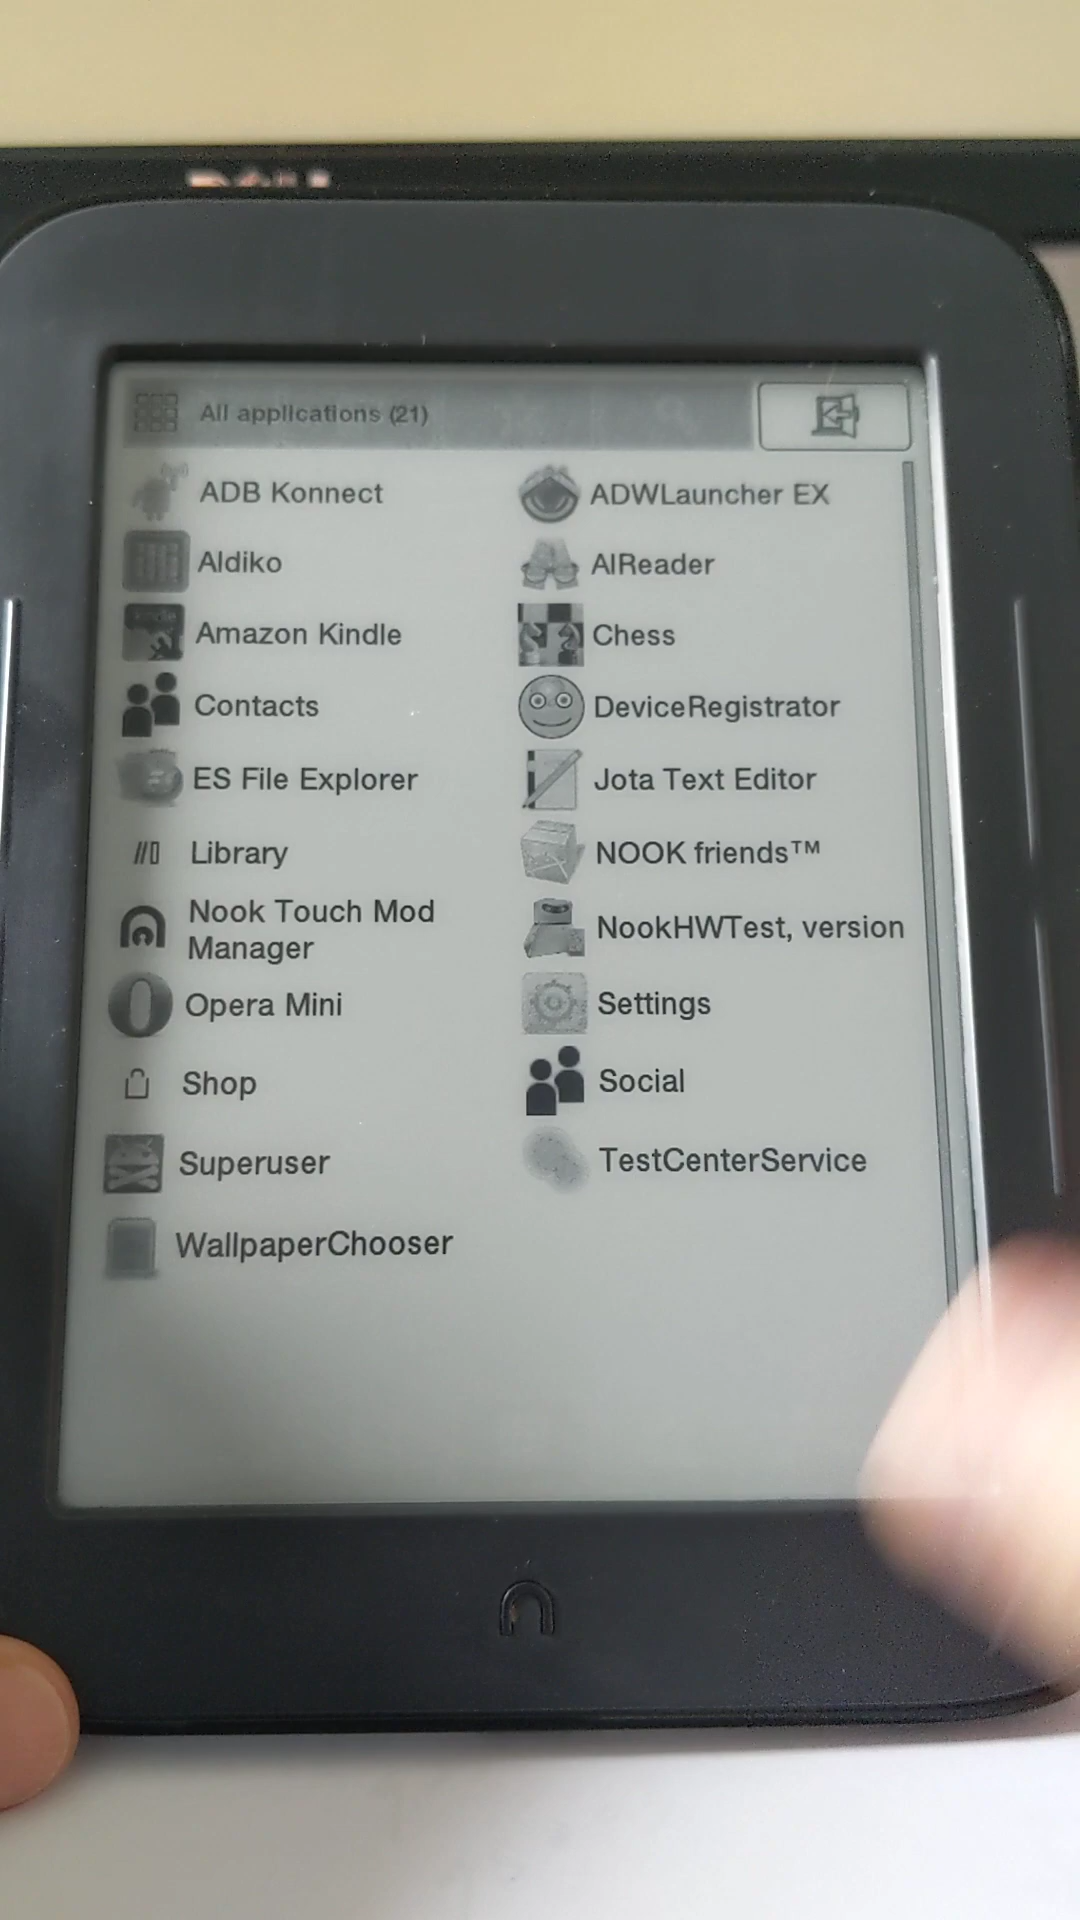 All applications (21)
ADB Konnect
ADWLauncher EX
Aldiko
AlReader
Amazon Kindle
Chess
Contacts
DeviceRegistrator
ES File Explorer
Jota Text Editor
Library
NOOK friends™
Nook Touch Mod
Manager
NookHWTest, version
Opera Mini
Settings
Shop
Social
Superuser
TestCenterService
WallpaperChooser